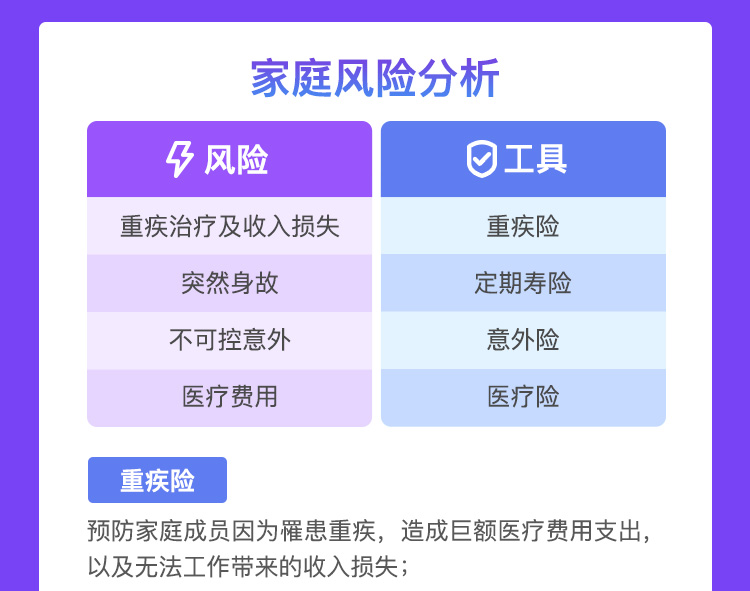 家庭风险分析
风险 工具
重疾治疗及收入损失 重疾险
突然身故 定期寿险
不可控意外 意外险
医疗费用 医疗险
重疾险
预防家庭成员因为罹患重疾，造成巨额医疗费用支出，
以及无法工作带来的收入损失；